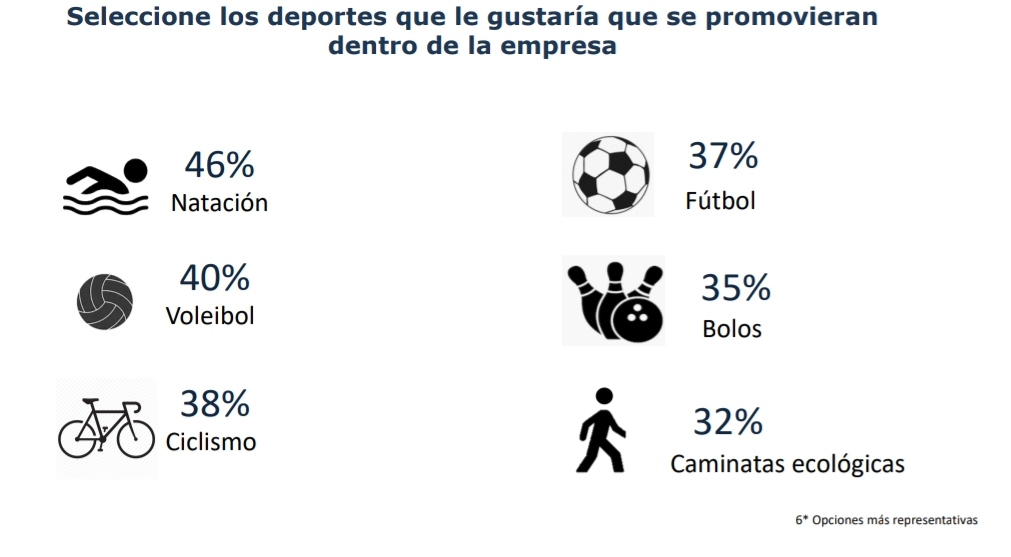 Seleccione los deportes que le gustaría que se promovieran
dentro de la empresa
46%
Natación
40%
Voleibol
38%
Ciclismo
37%
Fútbol
35%
Bolos
32%
Caminatas ecológicas
6* Opciones más representativas